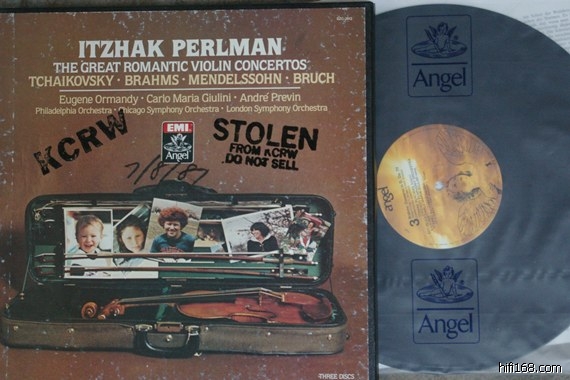 ITZHAK PERLMAN
THE GREAT ROMANTIC VIOLIN CONCERTOS
TCHAIKOVSKY · BRAHMS · MENDELSSOHN · BRUCH
Eugene Ormandy · Carlo Maria Giulini · André Previn
Philadelphia Orchestra · Chicago Symphony Orchestra · London Symphony Orchestra
KCRW
EMI
Angel
STOLEN
FROM KCRW
DO NOT SELL
7/8/87
THREE DISCS
Angel
3
Angel
hifi168.com